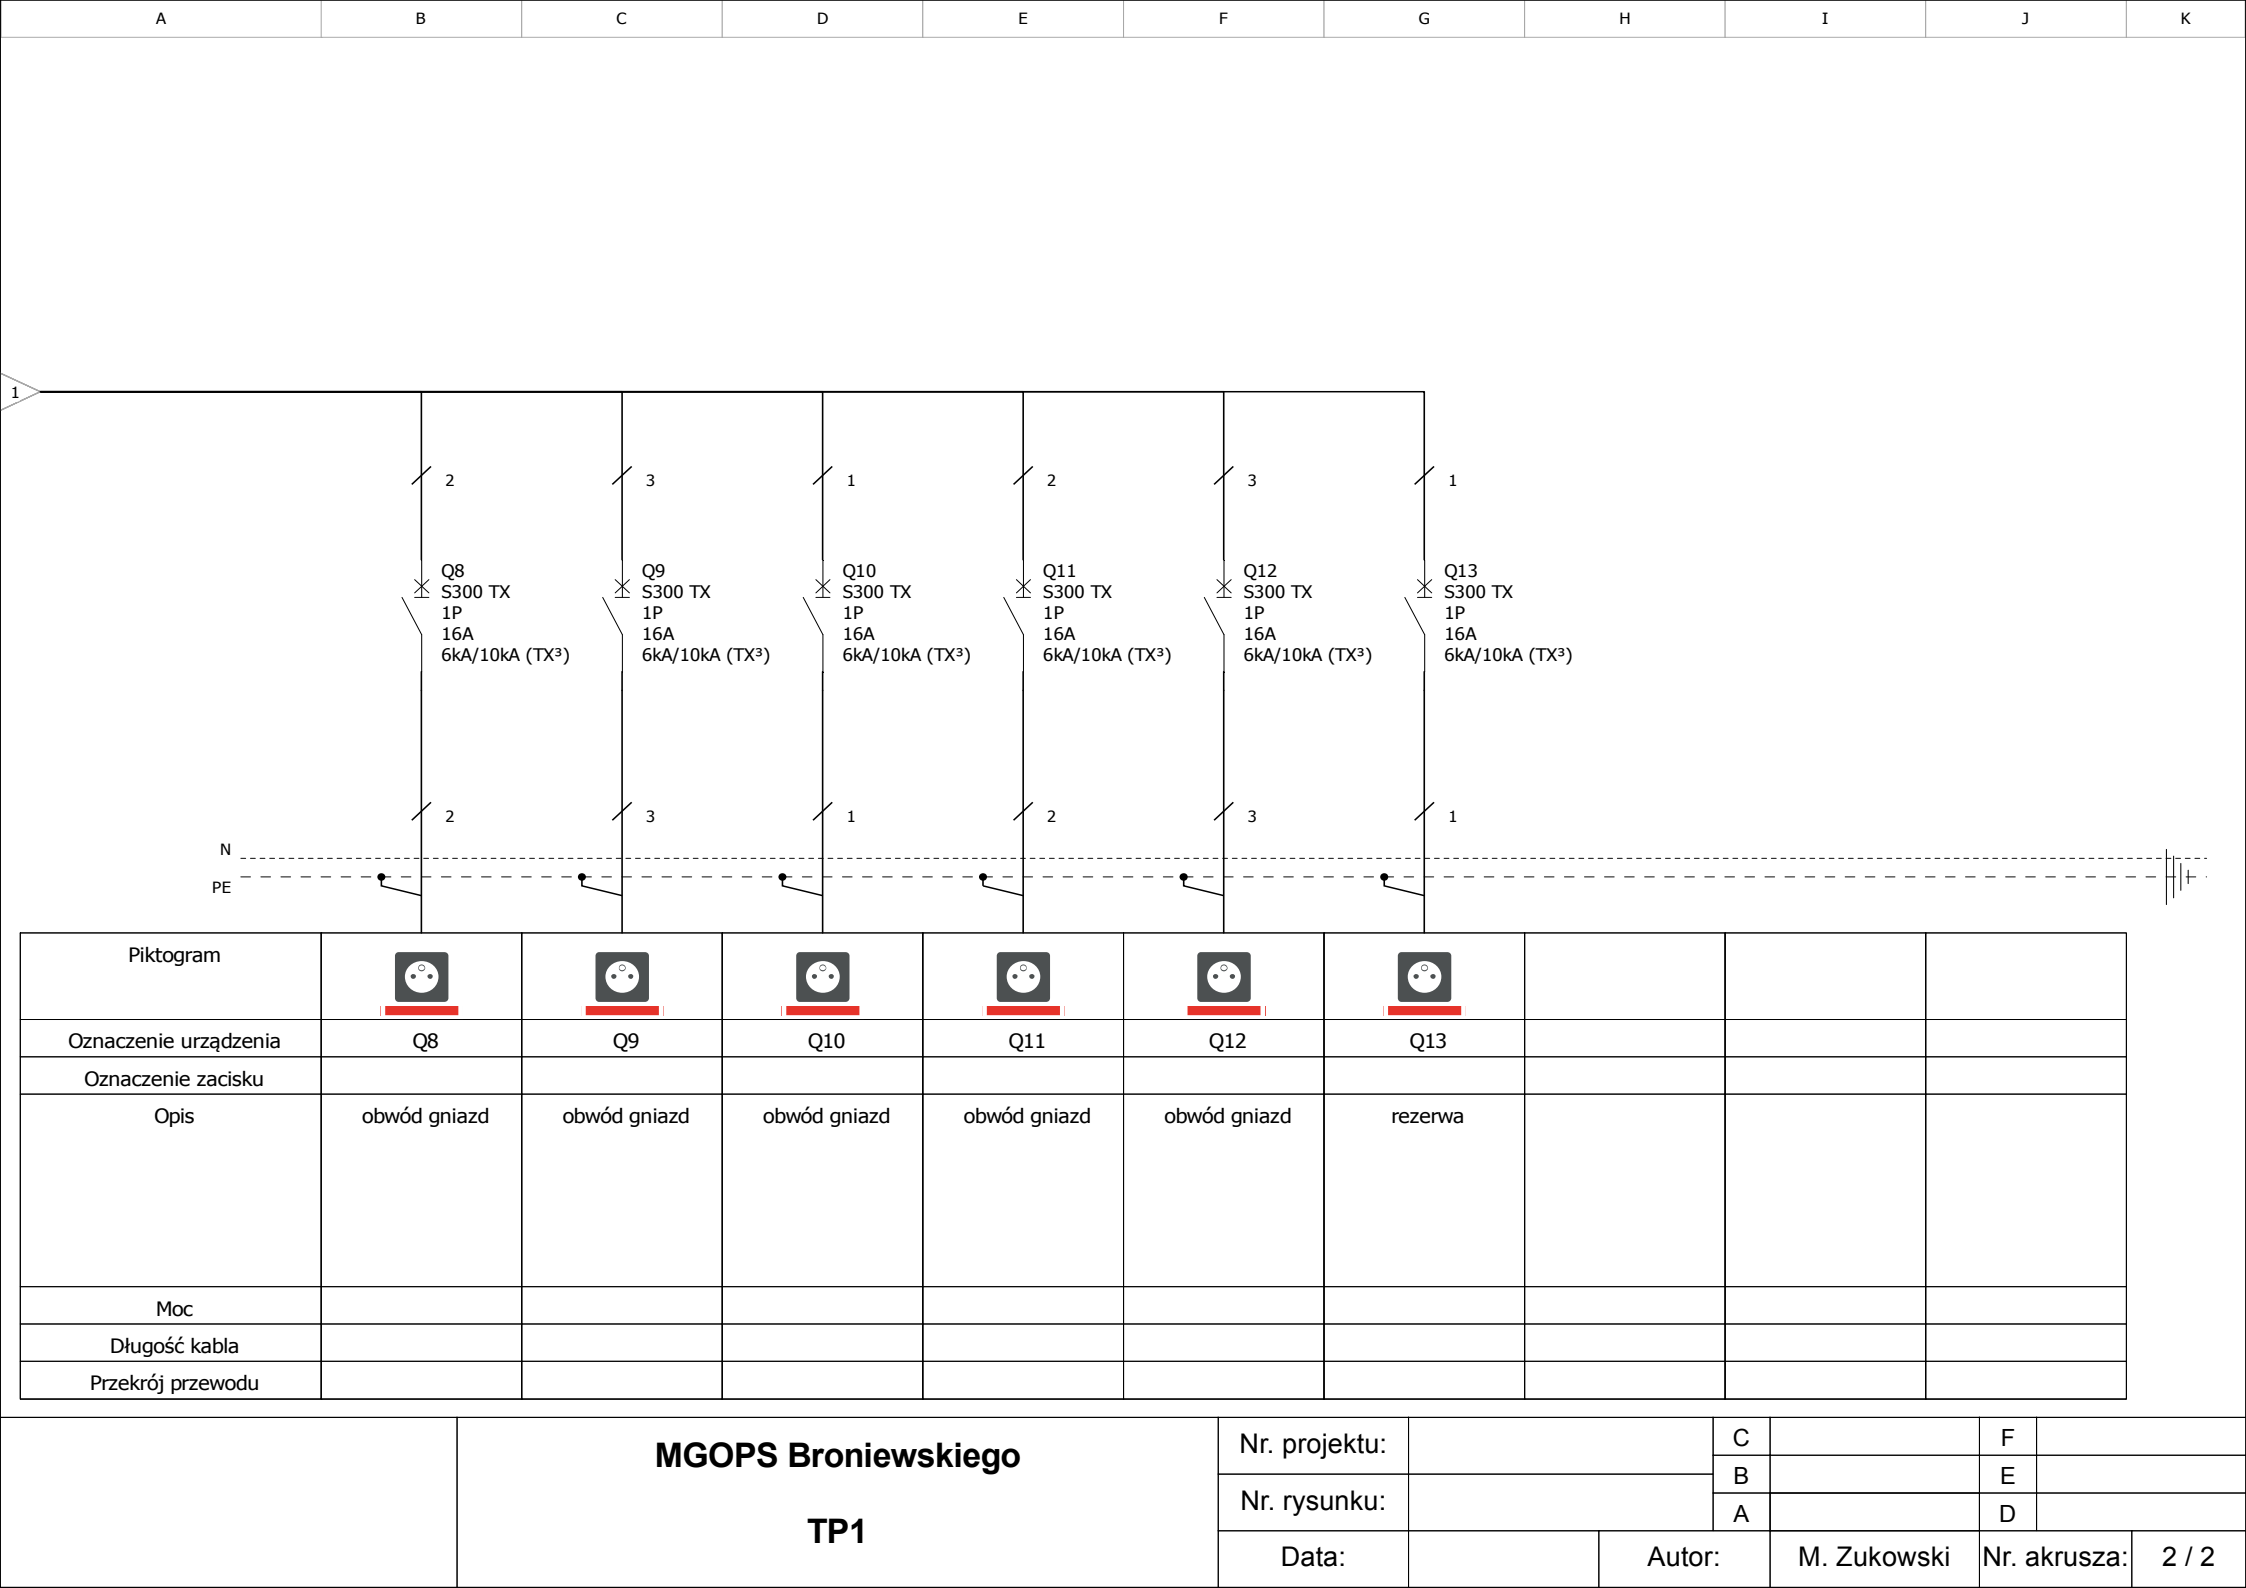 A B C D E F G H I J K
1
2 3 1 2 3 1
Q8 Q9 Q10 Q11 Q12 Q13
S300 TX S300 TX S300 TX S300 TX S300 TX S300 TX
1P 1P 1P 1P 1P 1P
16A 16A 16A 16A 16A 16A
6kA/10kA (TX³) 6kA/10kA (TX³) 6kA/10kA (TX³) 6kA/10kA (TX³) 6kA/10kA (TX³) 6kA/10kA (TX³)
2 3 1 2 3 1
N
PE
Piktogram
Oznaczenie urządzenia Q8 Q9 Q10 Q11 Q12 Q13
Oznaczenie zacisku
Opis obwód gniazd obwód gniazd obwód gniazd obwód gniazd obwód gniazd rezerwa
Moc
Długość kabla
Przekrój przewodu
MGOPS Broniewskiego
TP1
Nr. projektu: C F
B E
Nr. rysunku: A D
Data: Autor: M. Zukowski Nr. akrusza: 2 / 2